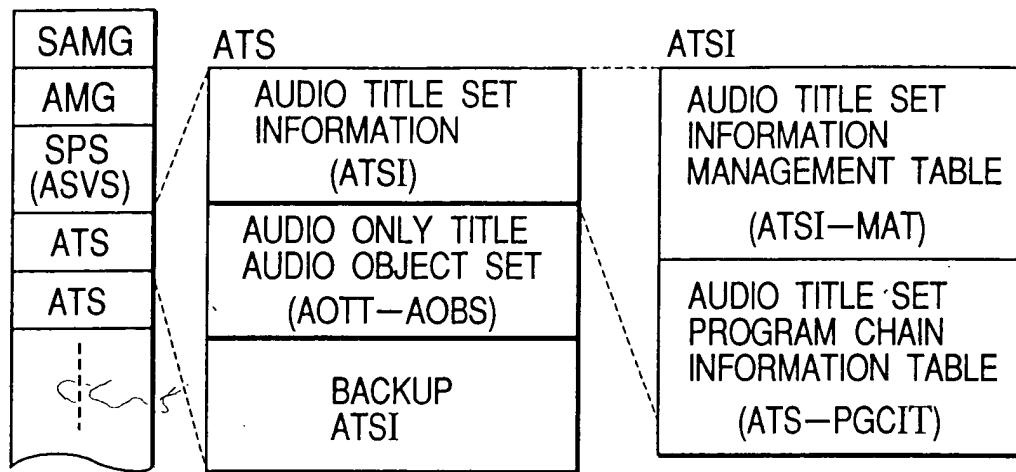 SAMG
AMG
SPS
(ASVS)
ATS
ATS
ATS
AUDIO TITLE SET
INFORMATION
(ATSI)
AUDIO ONLY TITLE
AUDIO OBJECT SET
(AOTT-AOBS)
BACKUP
ATSI
ATSI
AUDIO TITLE SET
INFORMATION
MANAGEMENT TABLE
(ATSI-MAT)
AUDIO TITLE SET
PROGRAM CHAIN
INFORMATION TABLE
(ATS-PGCIT)